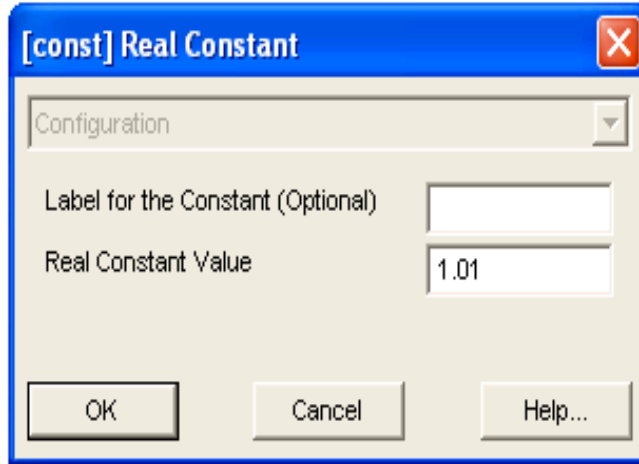 [const] Real Constant
Configuration
Label for the Constant (Optional)
Real Constant Value 1.01
OK Cancel Help...